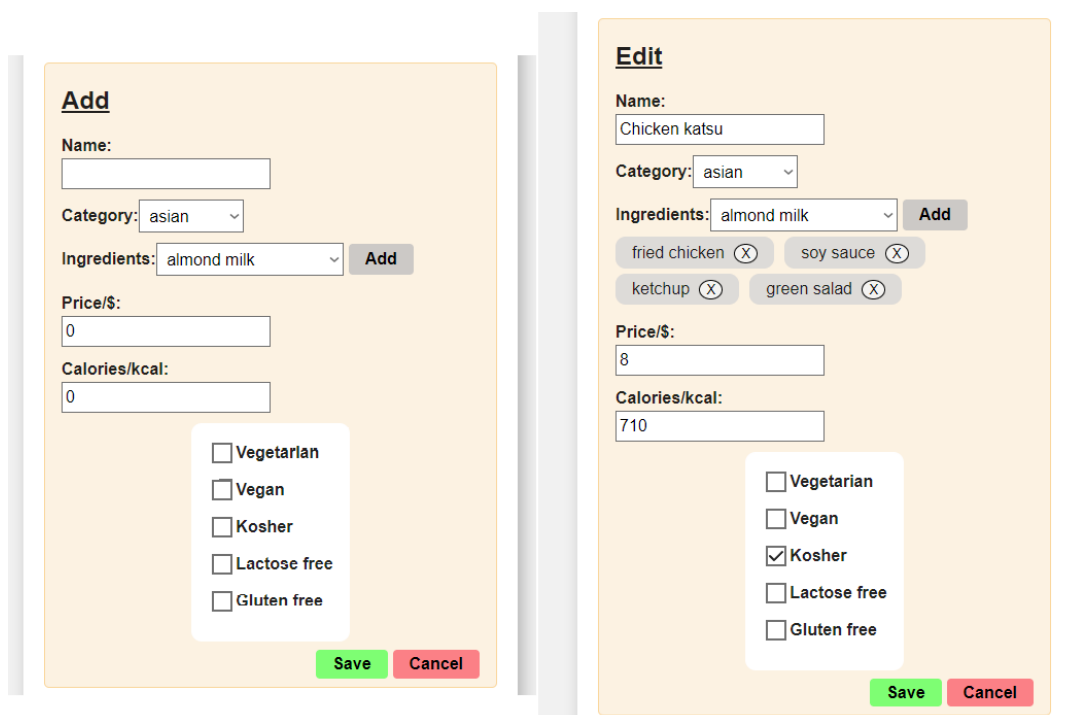 Add
Name:
Category: asian
Ingredients: almond milk Add
Price/$:
0
Calories/kcal:
0
Vegetarian
Vegan
Kosher
Lactose free
Gluten free
Save Cancel
Edit
Name:
Chicken katsu
Category: asian
Ingredients: almond milk Add
fried chicken X soy sauce X
ketchup X green salad X
Price/$:
8
Calories/kcal:
710
Vegetarian
Vegan
Kosher
Lactose free
Gluten free
Save Cancel